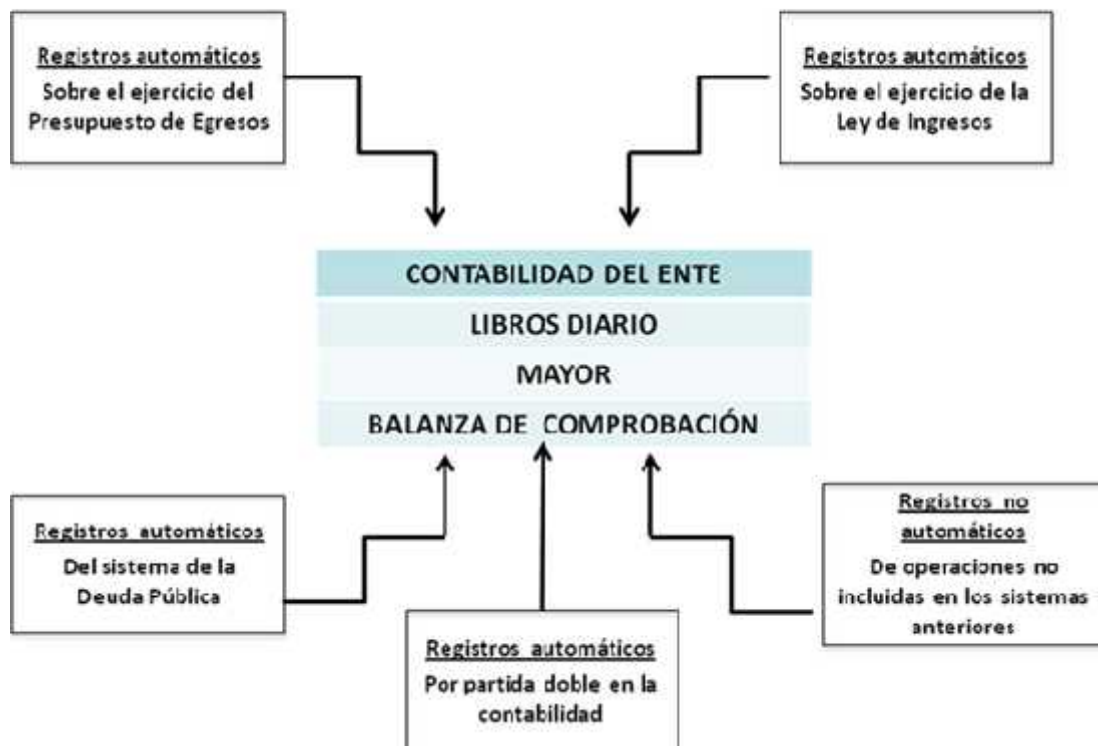 Registros automáticos
Sobre el ejercicio del
Presupuesto de Egresos
Registros automáticos
Sobre el ejercicio de la
Ley de Ingresos
CONTABILIDAD DEL ENTE
LIBROS DIARIO
MAYOR
BALANZA DE COMPROBACIÓN
Registros automáticos
Del sistema de la
Deuda Pública
Registros automáticos
Por partida doble en la
contabilidad
Registros no
automáticos
De operaciones no
incluidas en los sistemas
anteriores